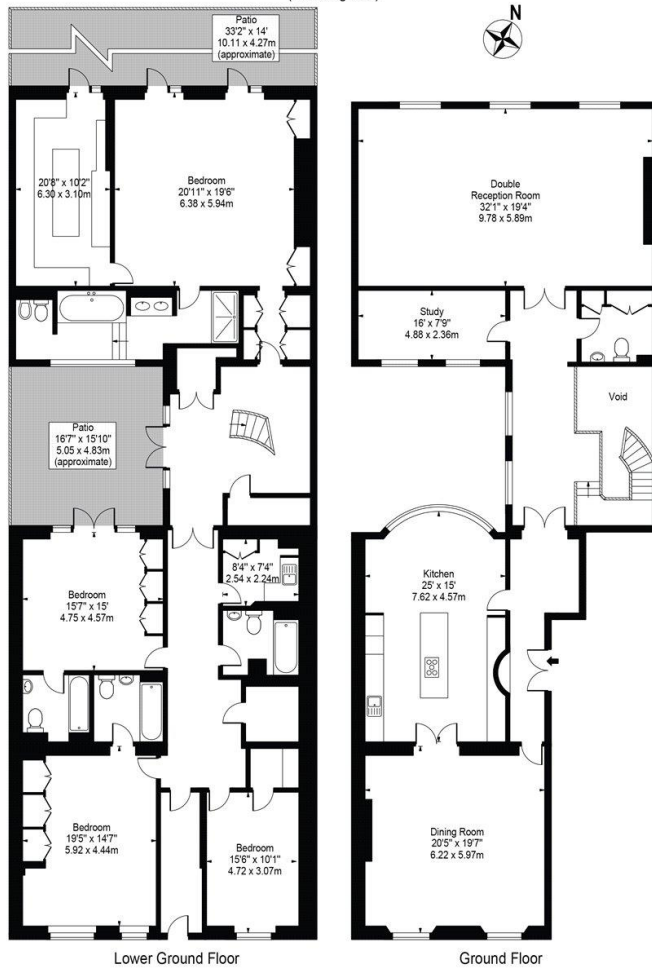 Patio
33'2" x 14'
10.11 x 4.27m
(approximate)
N
20'8" x 10'2"
6.30 x 3.10m
Bedroom
20'11" x 19'6"
6.38 x 5.94m
Double
Reception Room
32'1" x 19'4"
9.78 x 5.89m
Study
16' x 7'9"
4.88 x 2.36m
Patio
16'7" x 15'10"
5.05 x 4.83m
(approximate)
Void
Bedroom
15'7" x 15'
4.75 x 4.57m
8'4" x 7'4"
2.54 x 2.24m
Kitchen
25' x 15'
7.62 x 4.57m
Bedroom
19'5" x 14'7"
5.92 x 4.44m
Bedroom
15'6" x 10'1"
4.72 x 3.07m
Dining Room
20'5" x 19'7"
6.22 x 5.97m
Lower Ground Floor
Ground Floor